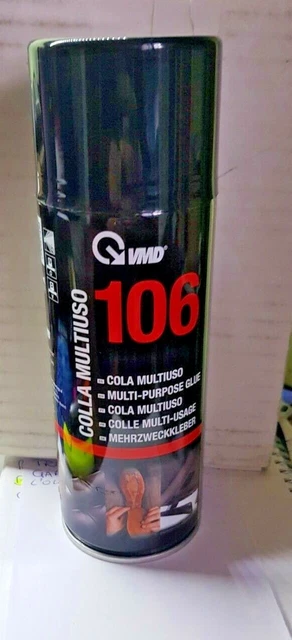 VMD®
106
COLLA MULTIUSO
COLA MULTIUSO
MULTI-PURPOSE GLUE
COLA MULTIUSO
COLLE MULTI-USAGE
MEHRZWECKKLEBER